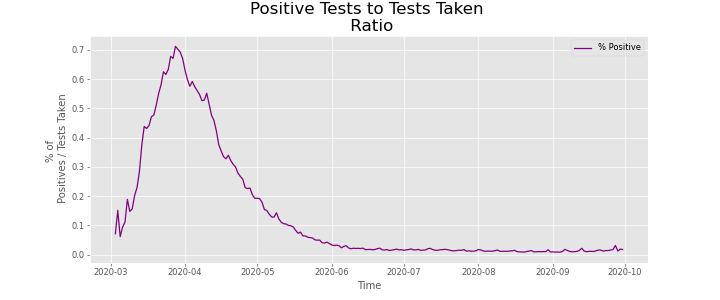 Positive Tests to Tests Taken
Ratio
% Positive
% of
Positives / Tests Taken
0.7
0.6
0.5
0.4
0.3
0.2
0.1
0.0
2020-03
2020-04
2020-05
2020-06
2020-07
2020-08
2020-09
2020-10
Time